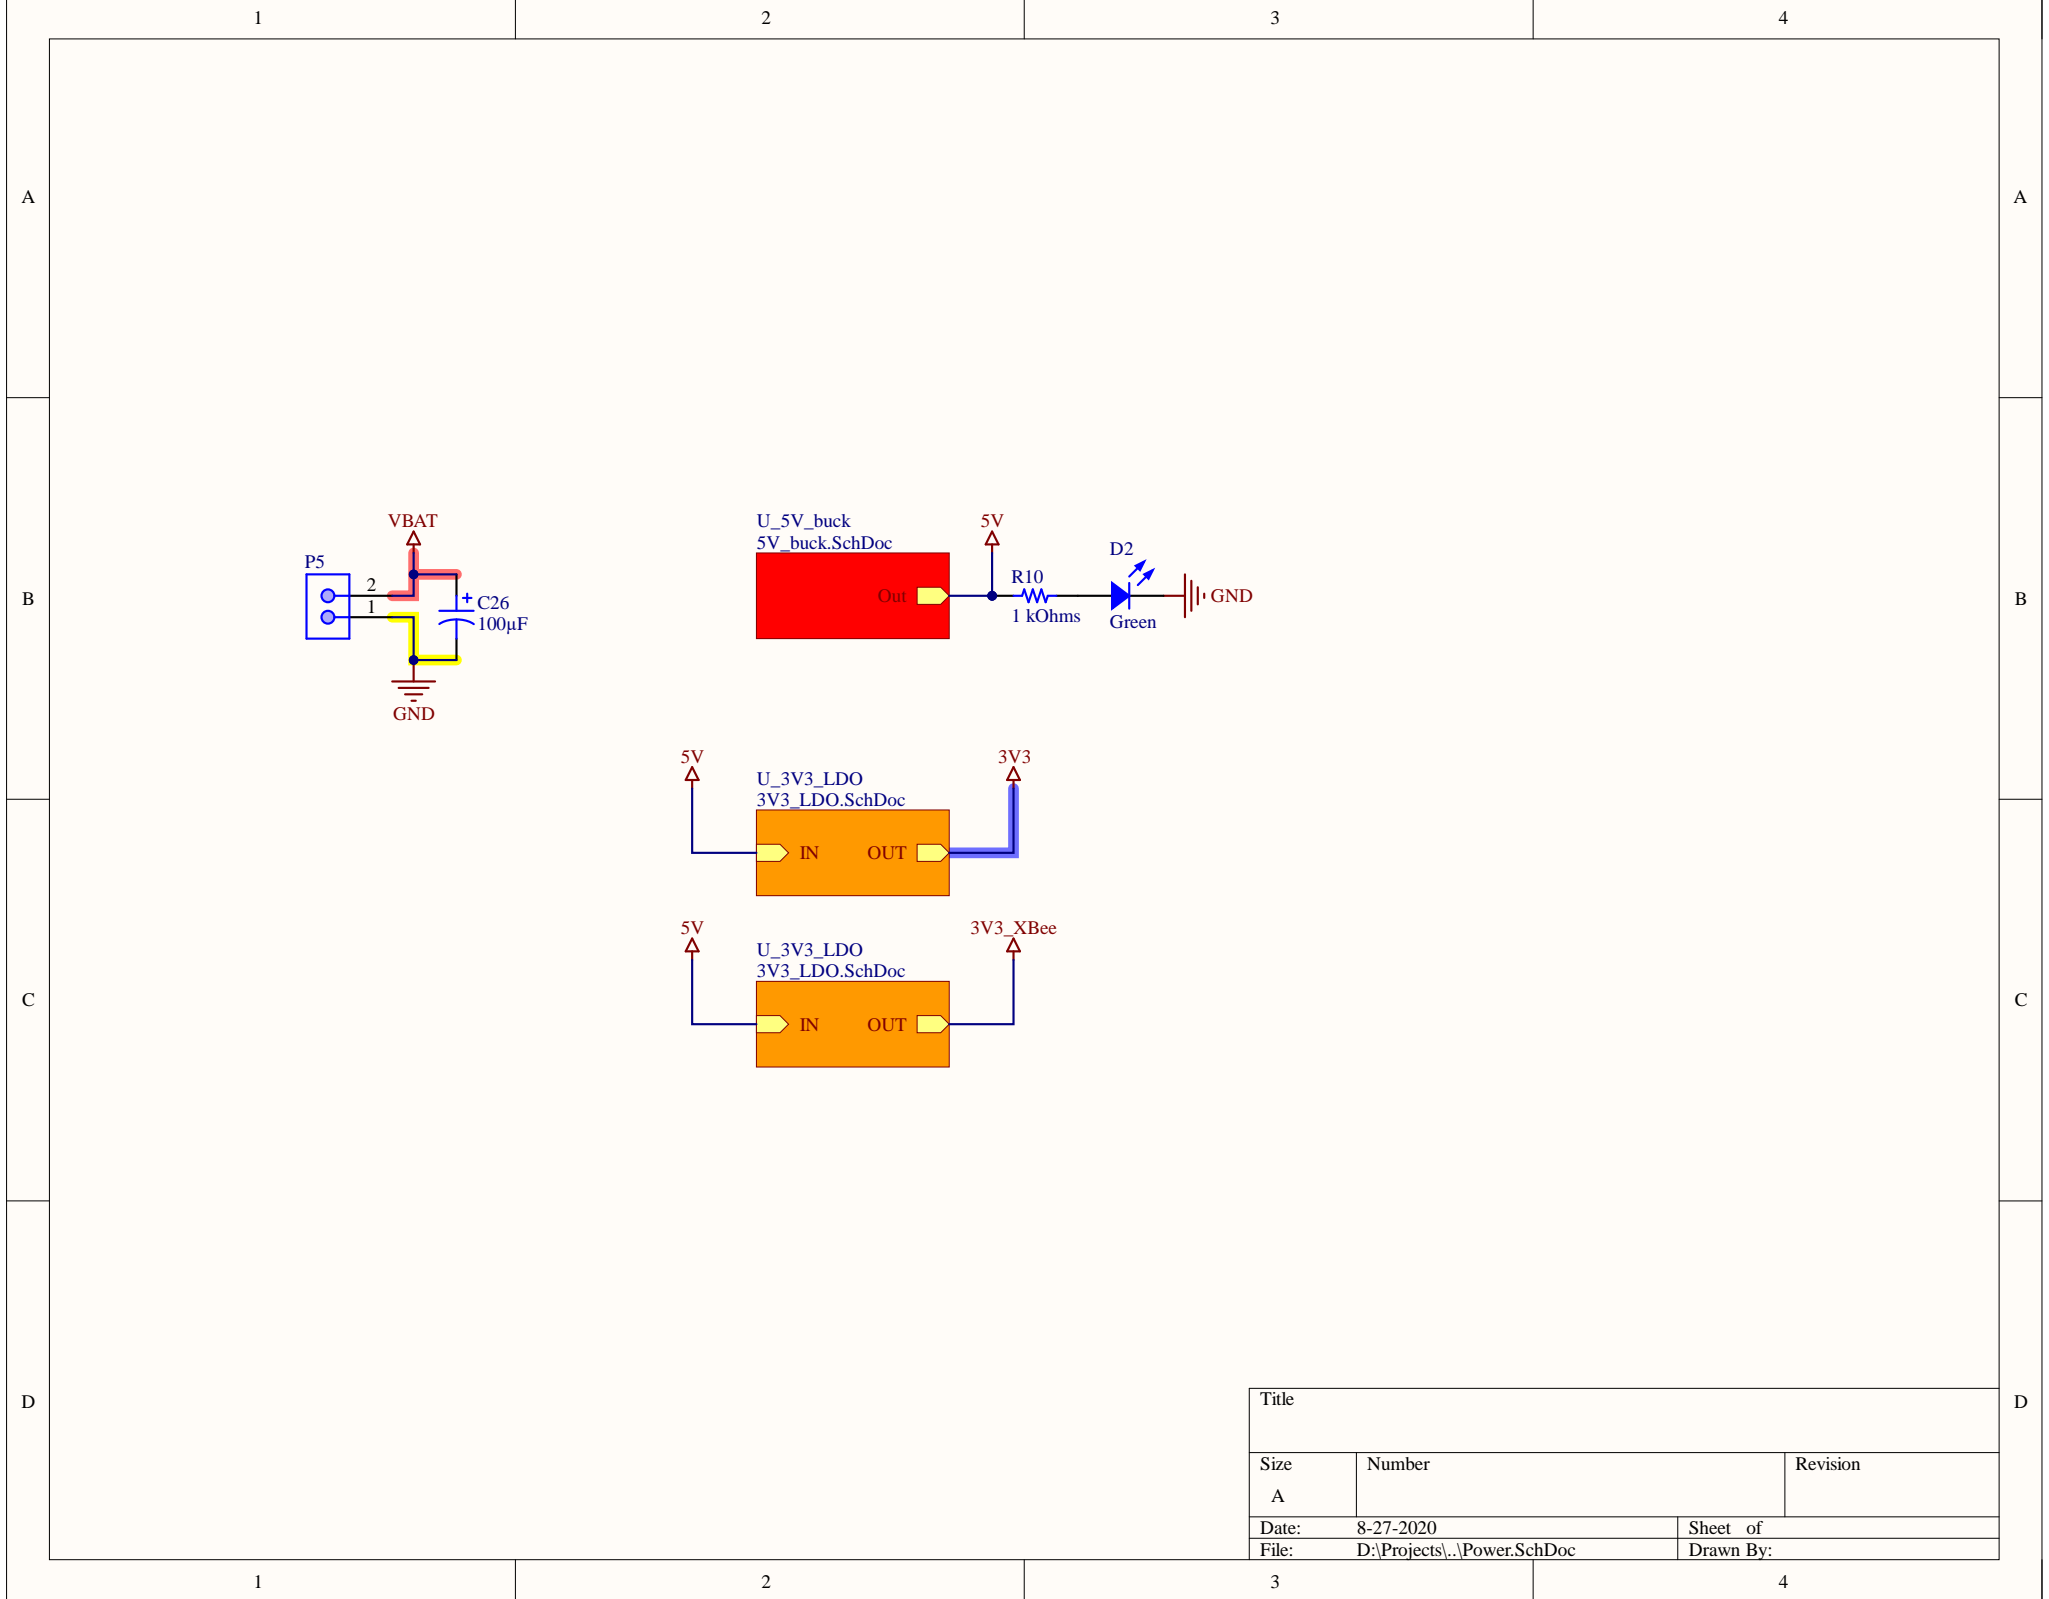 1 2 3 4
A A
VBAT
P5
2
1
+
C26
100µF
GND
U_5V_buck
5V_buck.SchDoc
Out
5V
R10
1 kOhms
D2
Green
GND
B B
5V
U_3V3_LDO
3V3_LDO.SchDoc
IN OUT
3V3
5V
U_3V3_LDO
3V3_LDO.SchDoc
IN OUT
3V3_XBee
C C
D D
Title
Size Number Revision
A
Date: 8-27-2020 Sheet of
File: D:\Projects\..\Power.SchDoc Drawn By:
1 2 3 4